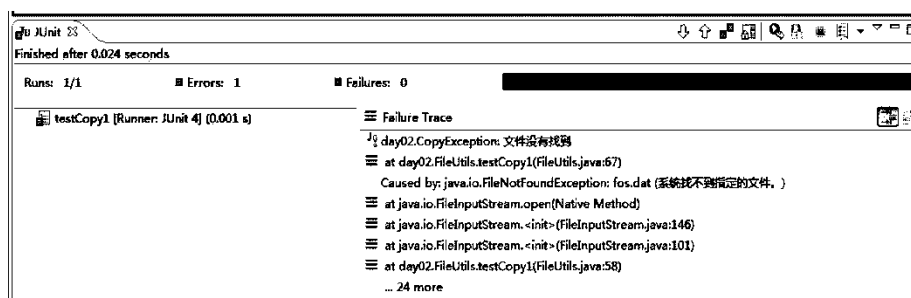 JUnit
Finished after 0.024 seconds
Runs: 1/1 Errors: 1 Failures: 0
testCopy1 [Runner: JUnit 4] (0.001 s)
Failure Trace
day02.CopyException: 文件没有找到
at day02.FileUtils.testCopy1(FileUtils.java:67)
Caused by: java.io.FileNotFoundException: fos.dat (系统找不到指定的文件。)
at java.io.FileInputStream.open(Native Method)
at java.io.FileInputStream.<init>(FileInputStream.java:146)
at java.io.FileInputStream.<init>(FileInputStream.java:101)
at day02.FileUtils.testCopy1(FileUtils.java:58)
... 24 more